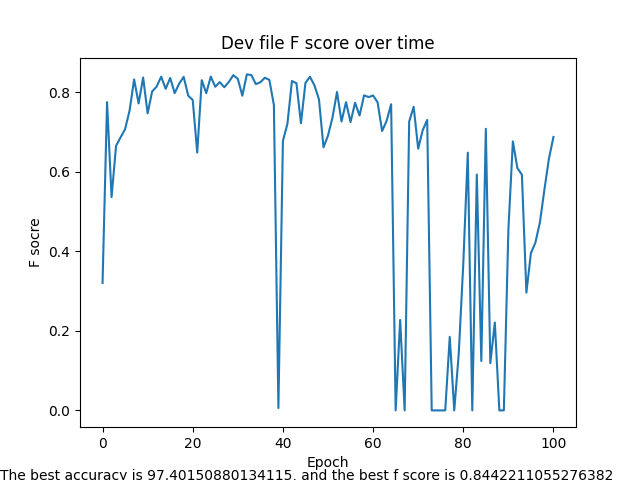 Dev file F score over time
F socre
0.8
0.6
0.4
0.2
0.0
0 20 40 60 80 100
Epoch
The best accuracy is 97.40150880134115, and the best f score is 0.8442211055276382